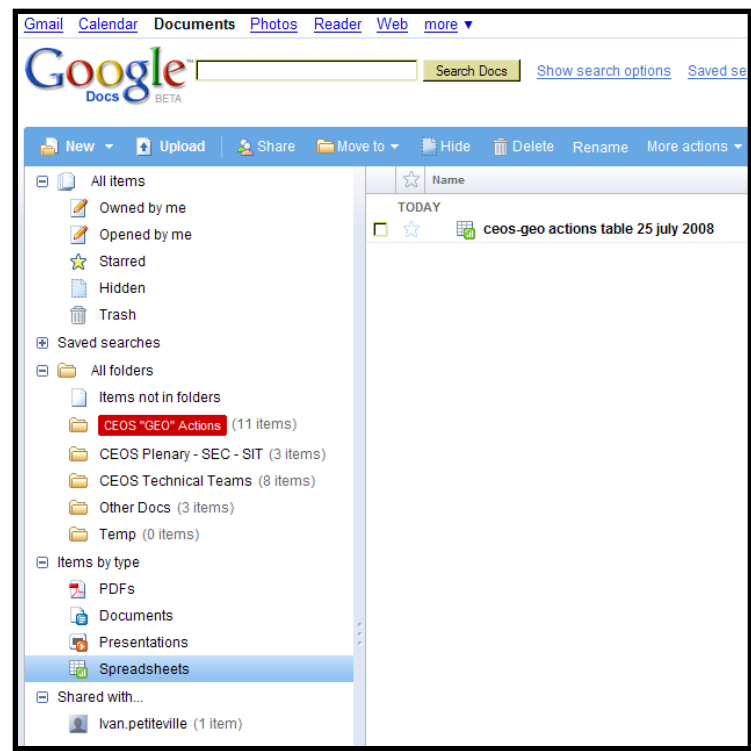 Gmail Calendar Documents Photos Reader Web more ▼
Google™ Search Docs Show search options Saved se
Docs BETA
New Upload Share Move to Hide Delete Rename More actions
All items
Owned by me
Opened by me
Starred
Hidden
Trash
Saved searches
All folders
Items not in folders
CEOS "GEO" Actions (11 items)
CEOS Plenary - SEC - SIT (3 items)
CEOS Technical Teams (8 items)
Other Docs (3 items)
Temp (0 items)
Items by type
PDFs
Documents
Presentations
Spreadsheets
Shared with...
Ivan.petiteville (1 item)
Name
TODAY
ceos-geo actions table 25 july 2008